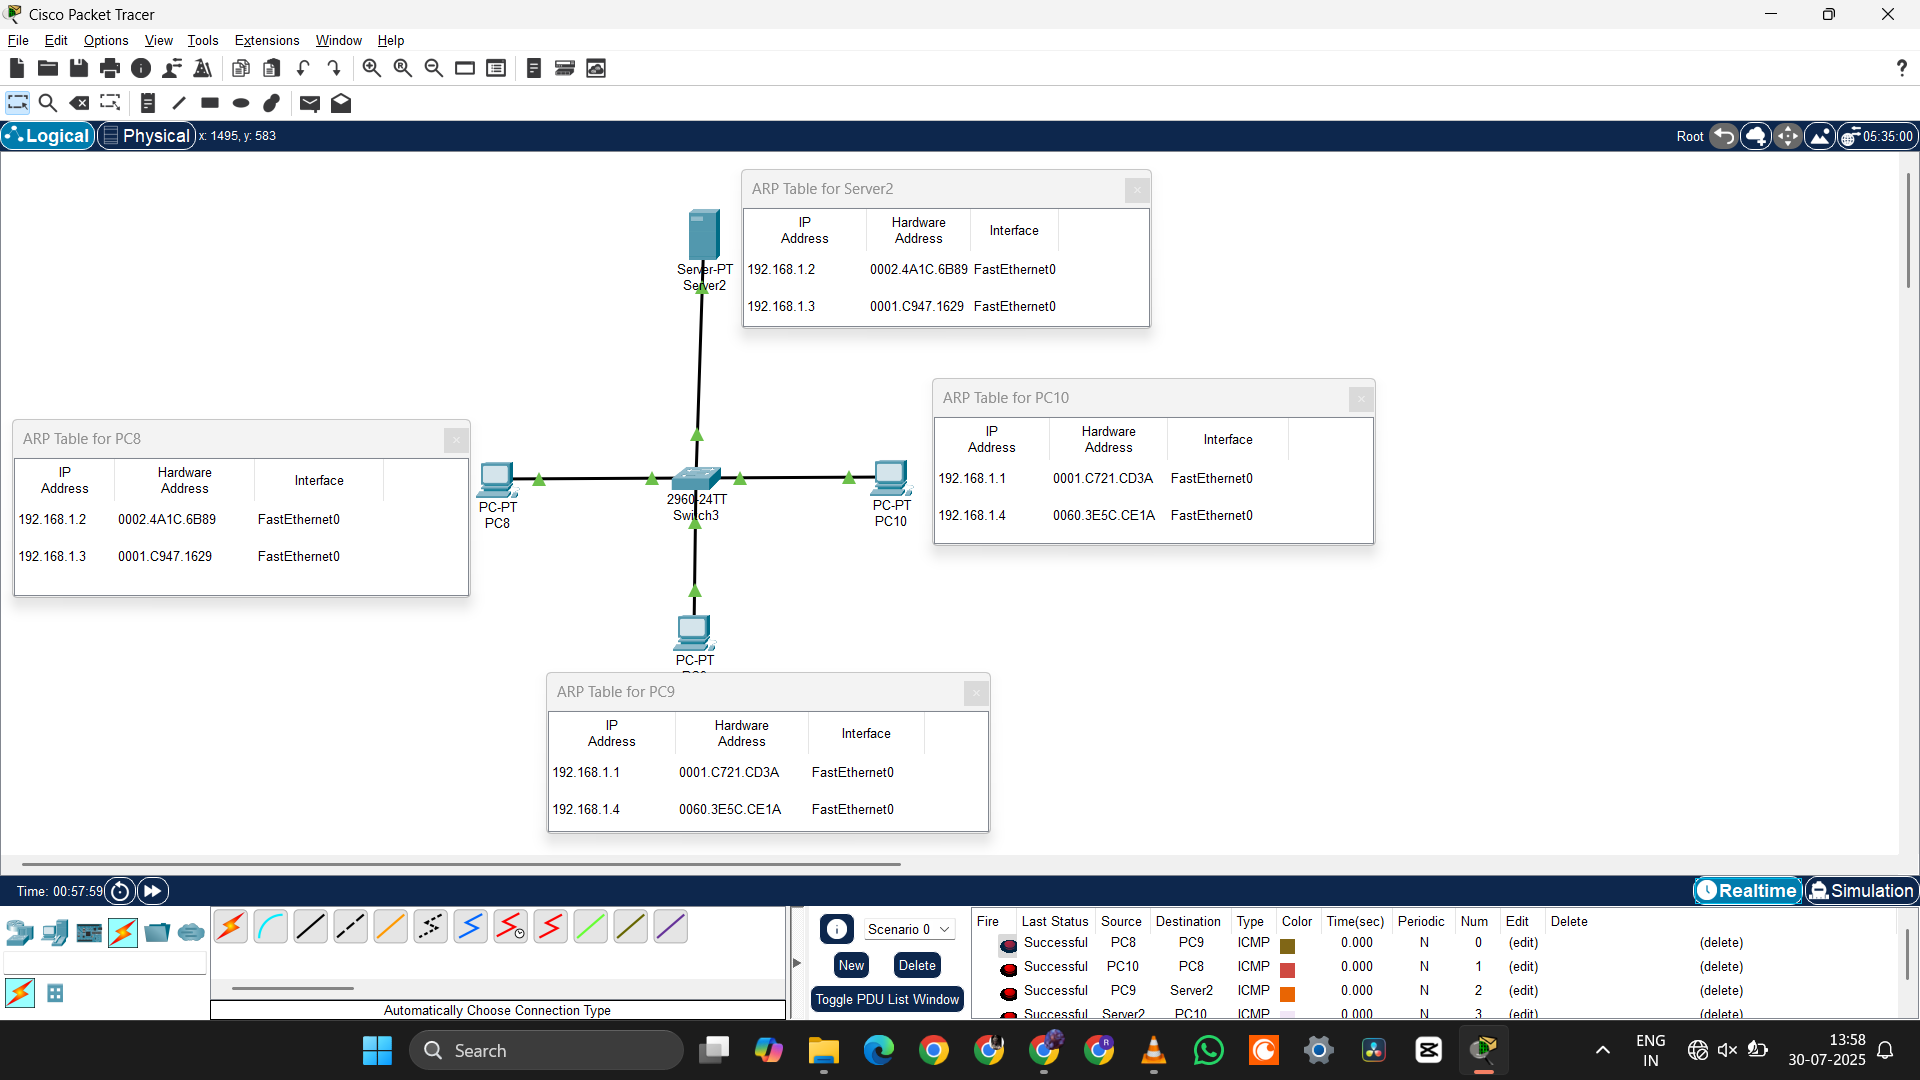 Cisco Packet Tracer
File Edit Options View Tools Extensions Window Help
?
Logical Physical x: 1495, y: 583 Root 05:35:00
ARP Table for Server2
IP Address Hardware Address Interface
192.168.1.2 0002.4A1C.6B89 FastEthernet0
192.168.1.3 0001.C947.1629 FastEthernet0
Server-PT
Server2
ARP Table for PC10
IP Address Hardware Address Interface
192.168.1.1 0001.C721.CD3A FastEthernet0
192.168.1.4 0060.3E5C.CE1A FastEthernet0
ARP Table for PC8
IP Address Hardware Address Interface
192.168.1.2 0002.4A1C.6B89 FastEthernet0
192.168.1.3 0001.C947.1629 FastEthernet0
PC-PT
PC8
2960-24TT
Switch3
PC-PT
PC10
PC-PT
ARP Table for PC9
IP Address Hardware Address Interface
192.168.1.1 0001.C721.CD3A FastEthernet0
192.168.1.4 0060.3E5C.CE1A FastEthernet0
Time: 00:57:59 Realtime Simulation
Scenario 0
New Delete
Toggle PDU List Window
Automatically Choose Connection Type
Fire Last Status Source Destination Type Color Time(sec) Periodic Num Edit Delete
Successful PC8 PC9 ICMP 0.000 N 0 (edit) (delete)
Successful PC10 PC8 ICMP 0.000 N 1 (edit) (delete)
Successful PC9 Server2 ICMP 0.000 N 2 (edit) (delete)
Successful Server2 PC10 ICMP 0.000 N 3 (edit) (delete)
Search
ENG
IN
13:58
30-07-2025